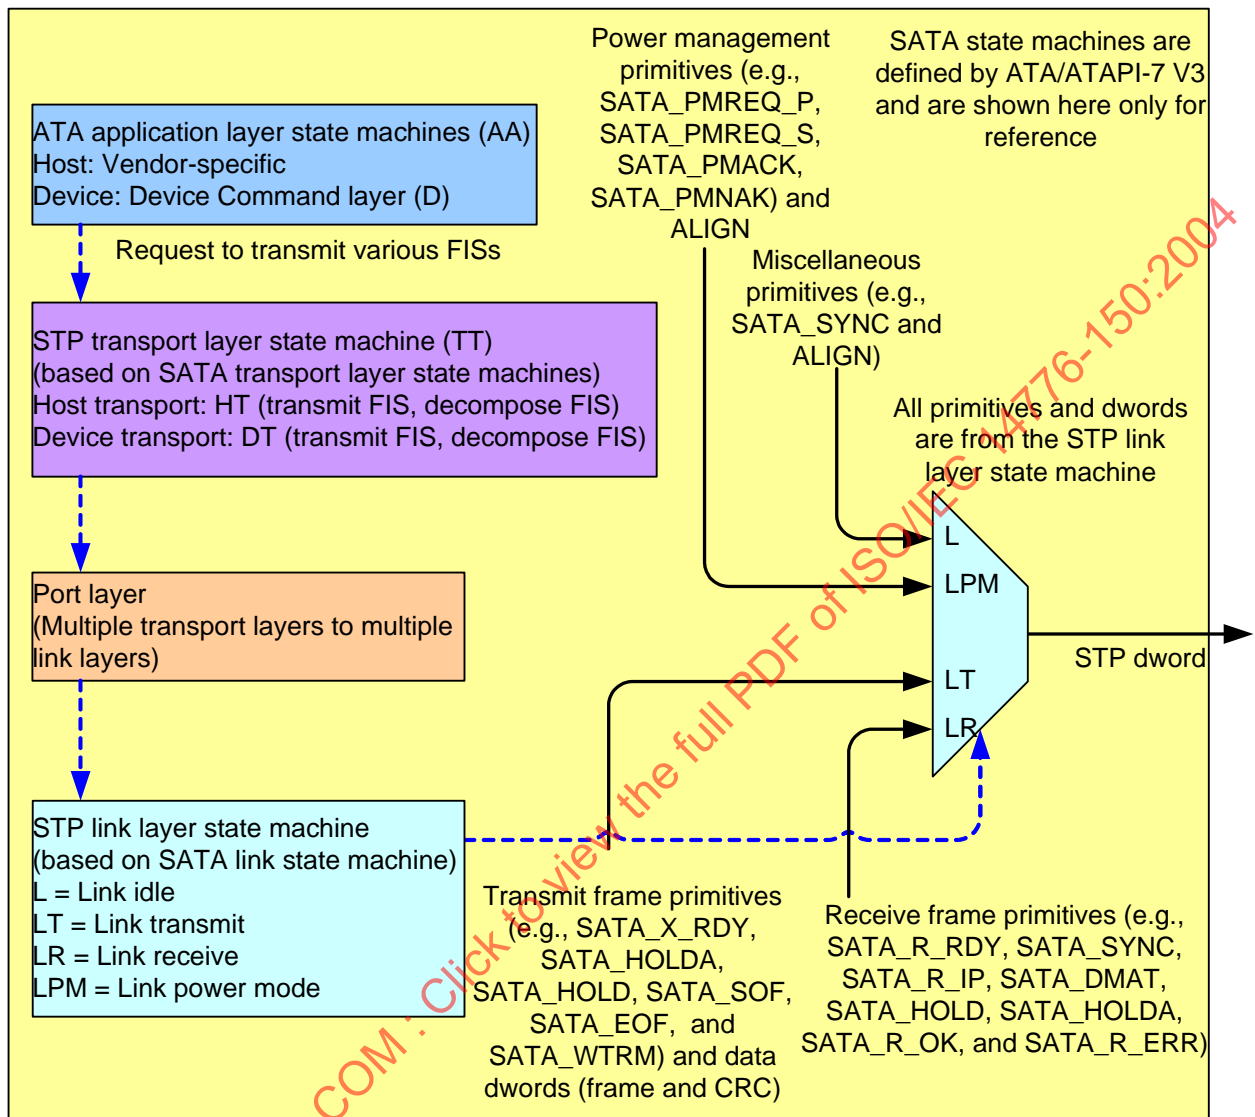 Power management
primitives (e.g.,
SATA_PMREQ_P,
SATA_PMREQ_S,
SATA_PMACK,
SATA_PMNAK) and
ALIGN
SATA state machines are
defined by ATA/ATAPI-7 V3
and are shown here only for
reference
ATA application layer state machines (AA)
Host: Vendor-specific
Device: Device Command layer (D)
Request to transmit various FISs
Miscellaneous
primitives (e.g.,
SATA_SYNC and
ALIGN)
STP transport layer state machine (TT)
(based on SATA transport layer state machines)
Host transport: HT (transmit FIS, decompose FIS)
Device transport: DT (transmit FIS, decompose FIS)
All primitives and dwords
are from the STP link
layer state machine
L
LPM
LT
LR
STP dword
Port layer
(Multiple transport layers to multiple
link layers)
STP link layer state machine
(based on SATA link state machine)
L = Link idle
LT = Link transmit
LR = Link receive
LPM = Link power mode
Transmit frame primitives
(e.g., SATA_X_RDY,
SATA_HOLDA,
SATA_HOLD, SATA_SOF,
SATA_EOF, and
SATA_WTRM) and data
dwords (frame and CRC)
Receive frame primitives (e.g.,
SATA_R_RDY, SATA_SYNC,
SATA_R_IP, SATA_DMAT,
SATA_HOLD, SATA_HOLDA,
SATA_R_OK, and SATA_R_ERR)
COM : Click to view the full PDF of ISO/IEC 14776-150:2004